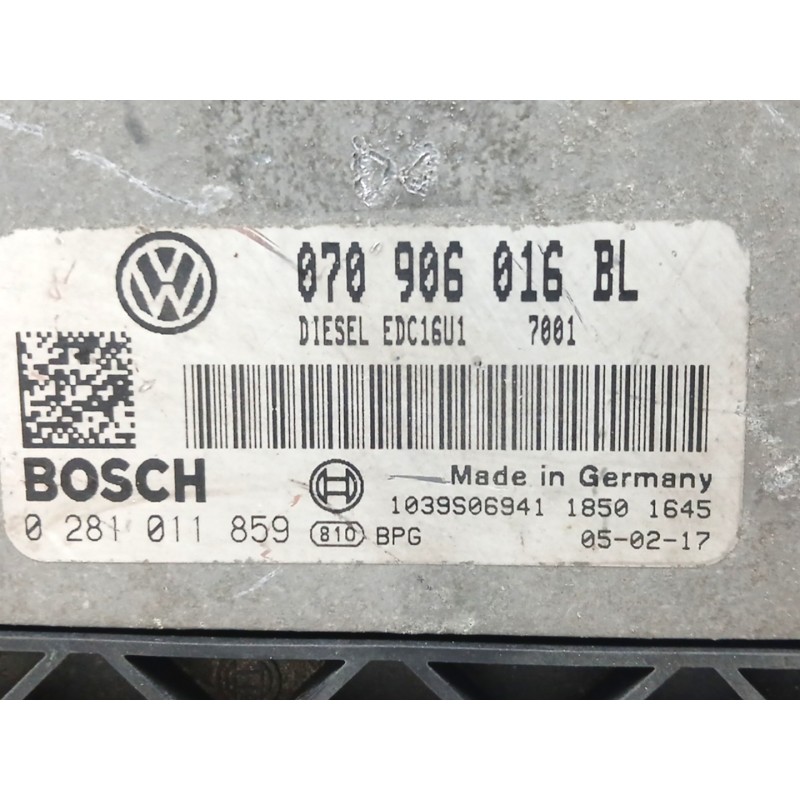 070 906 016 BL
DIESEL EDC16U1 7001
BOSCH
Made in Germany
1039S06941 1850 1645
0 281 011 859 810 BPG 05-02-17